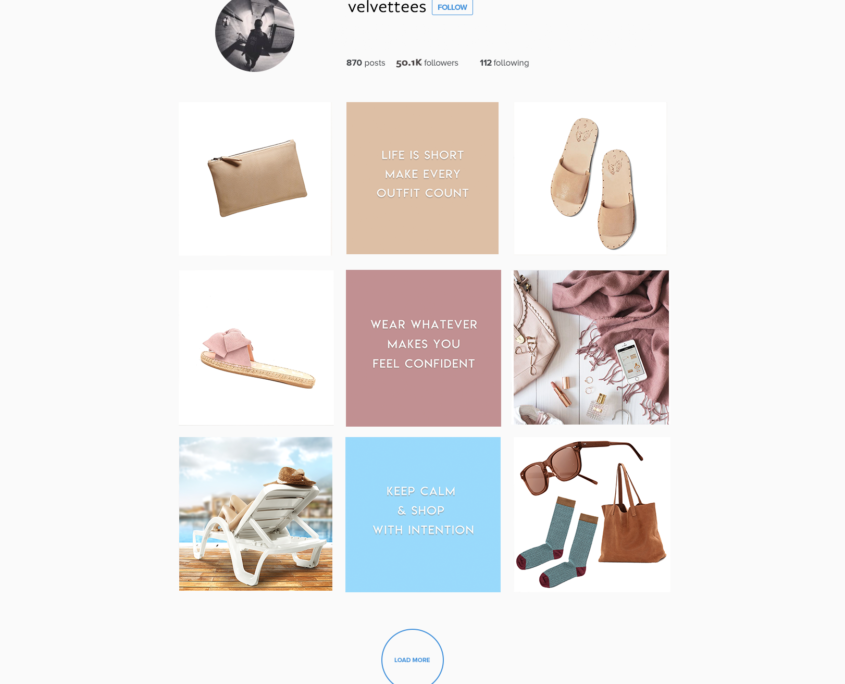 velvettees FOLLOW
870 posts 50.1K followers 112 following
LIFE IS SHORT
MAKE EVERY
OUTFIT COUNT
WEAR WHATEVER
MAKES YOU
FEEL CONFIDENT
KEEP CALM
& SHOP
WITH INTENTION
LOAD MORE